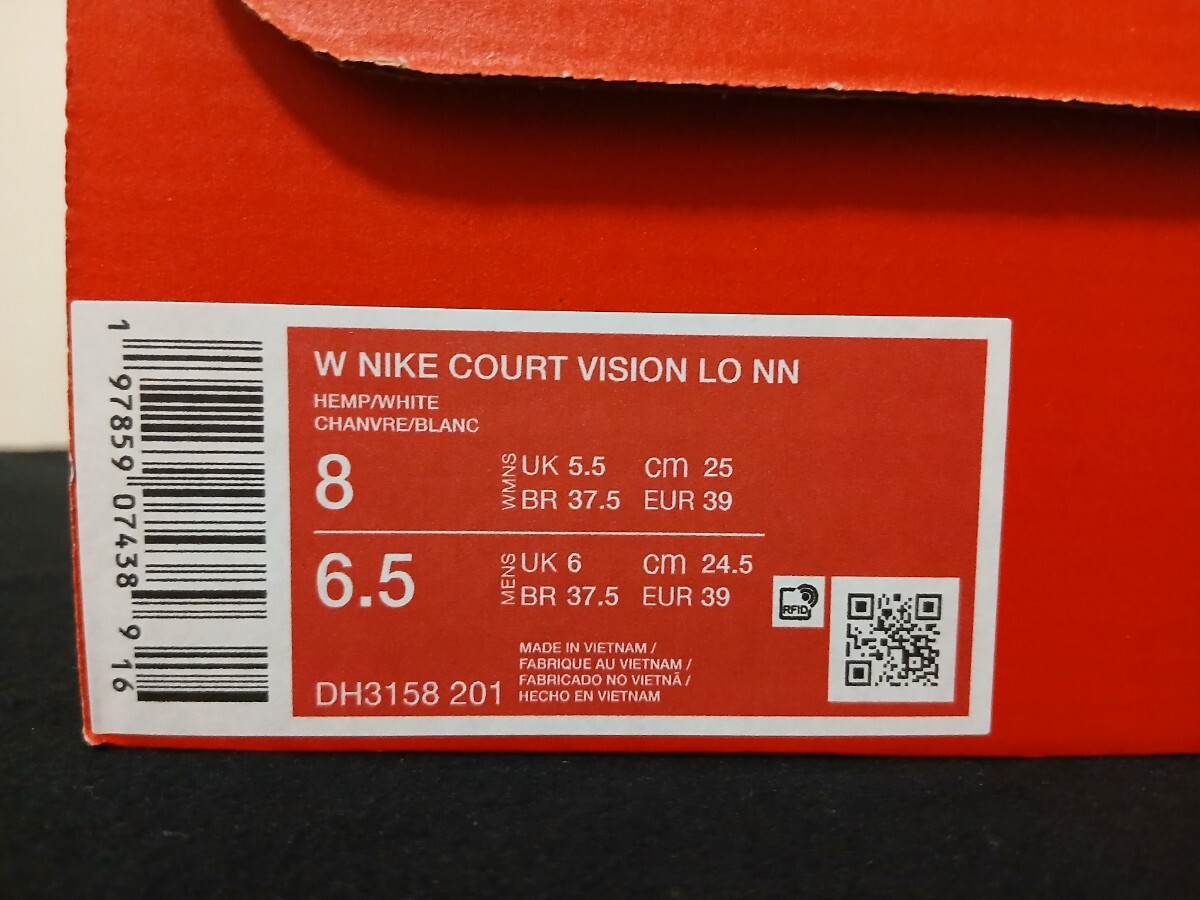 W NIKE COURT VISION LO NN
HEMP/WHITE
CHANVRE/BLANC
8
WMNS
UK 5.5 cm 25
BR 37.5 EUR 39
6.5
MENS
UK 6 cm 24.5
BR 37.5 EUR 39
RFID
MADE IN VIETNAM /
FABRIQUE AU VIETNAM /
FABRICADO NO VIETNÃ /
HECHO EN VIETNAM
DH3158 201
1 97859 07438 9 16